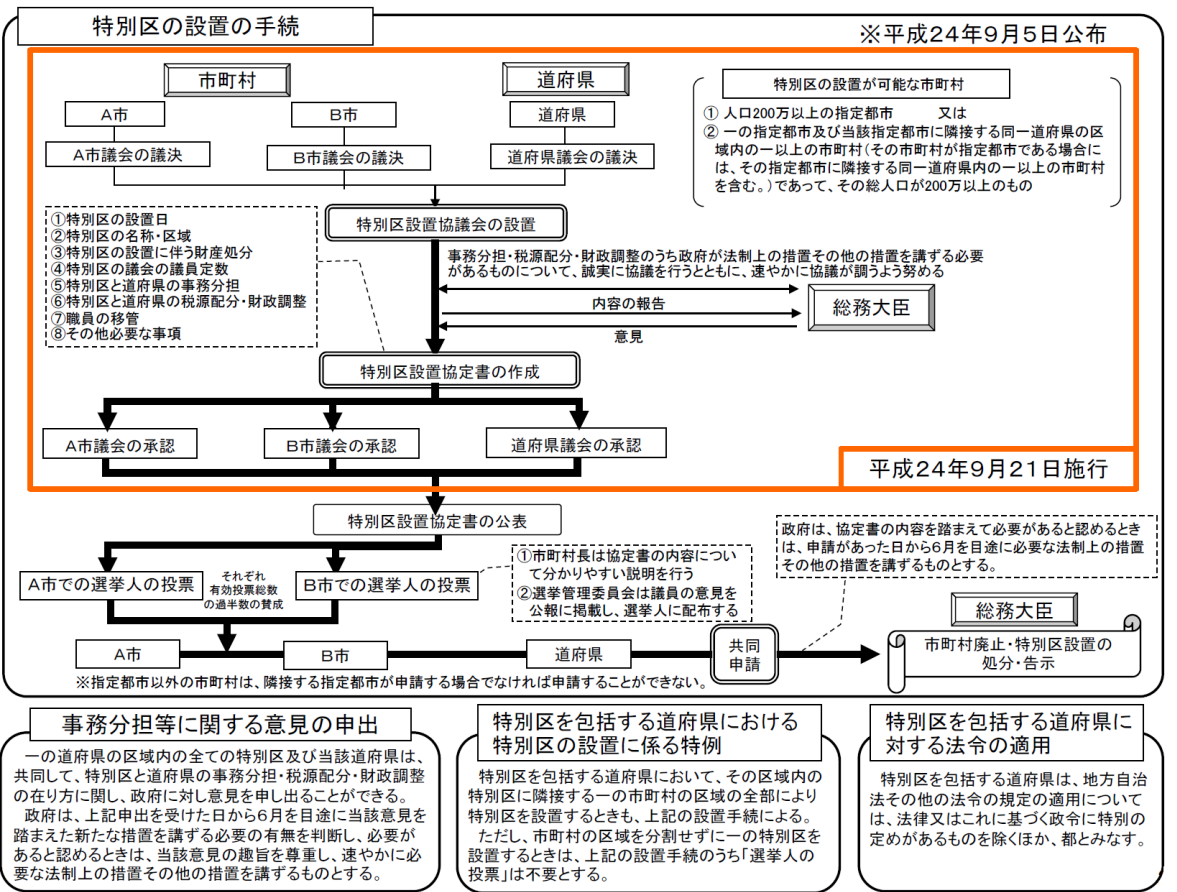 特別区の設置の手続
※平成24年9月5日公布
市町村
道府県
A市
B市
道府県
A市議会の議決
B市議会の議決
道府県議会の議決
特別区の設置が可能な市町村
① 人口200万以上の指定都市　　又は
② 一の指定都市及び当該指定都市に隣接する同一道府県の区
域内の一以上の市町村(その市町村が指定都市である場合に
は、その指定都市に隣接する同一道府県内の一以上の市町村
を含む。)であって、その総人口が200万以上のもの
特別区設置協議会の設置
①特別区の設置日
②特別区の名称・区域
③特別区の設置に伴う財産処分
④特別区の議会の議員定数
⑤特別区と道府県の事務分担
⑥特別区と道府県の税源配分・財政調整
⑦職員の移管
⑧その他必要な事項
事務分担・税源配分・財政調整のうち政府が法制上の措置その他の措置を講ずる必要
があるものについて、誠実に協議を行うとともに、速やかに協議が調うよう努める
内容の報告
意見
総務大臣
特別区設置協定書の作成
A市議会の承認
B市議会の承認
道府県議会の承認
平成24年9月21日施行
特別区設置協定書の公表
A市での選挙人の投票
それぞれ
有効投票総数
の過半数の賛成
B市での選挙人の投票
①市町村長は協定書の内容につい
て分かりやすい説明を行う
②選挙管理委員会は議員の意見を
公報に掲載し、選挙人に配布する
政府は、協定書の内容を踏まえて必要があると認めるとき
は、申請があった日から6月を目途に必要な法制上の措置
その他の措置を講ずるものとする。
A市
B市
道府県
共同
申請
総務大臣
市町村廃止・特別区設置の
処分・告示
※指定都市以外の市町村は、隣接する指定都市が申請する場合でなければ申請することができない。
事務分担等に関する意見の申出
一の道府県の区域内の全ての特別区及び当該道府県は、
共同して、特別区と道府県の事務分担・税源配分・財政調整
の在り方に関し、政府に対し意見を申し出ることができる。
政府は、上記申出を受けた日から6月を目途に当該意見を
踏まえた新たな措置を講ずる必要の有無を判断し、必要が
あると認めるときは、当該意見の趣旨を尊重し、速やかに必
要な法制上の措置その他の措置を講ずるものとする。
特別区を包括する道府県における
特別区の設置に係る特例
特別区を包括する道府県において、その区域内の
特別区に隣接する一の市町村の区域の全部により
特別区を設置するときも、上記の設置手続による。
ただし、市町村の区域を分割せずに一の特別区を
設置するときは、上記の設置手続のうち「選挙人の
投票」は不要とする。
特別区を包括する道府県に
対する法令の適用
特別区を包括する道府県は、地方自治
法その他の法令の規定の適用について
は、法律又はこれに基づく政令に特別の
定めがあるものを除くほか、都とみなす。